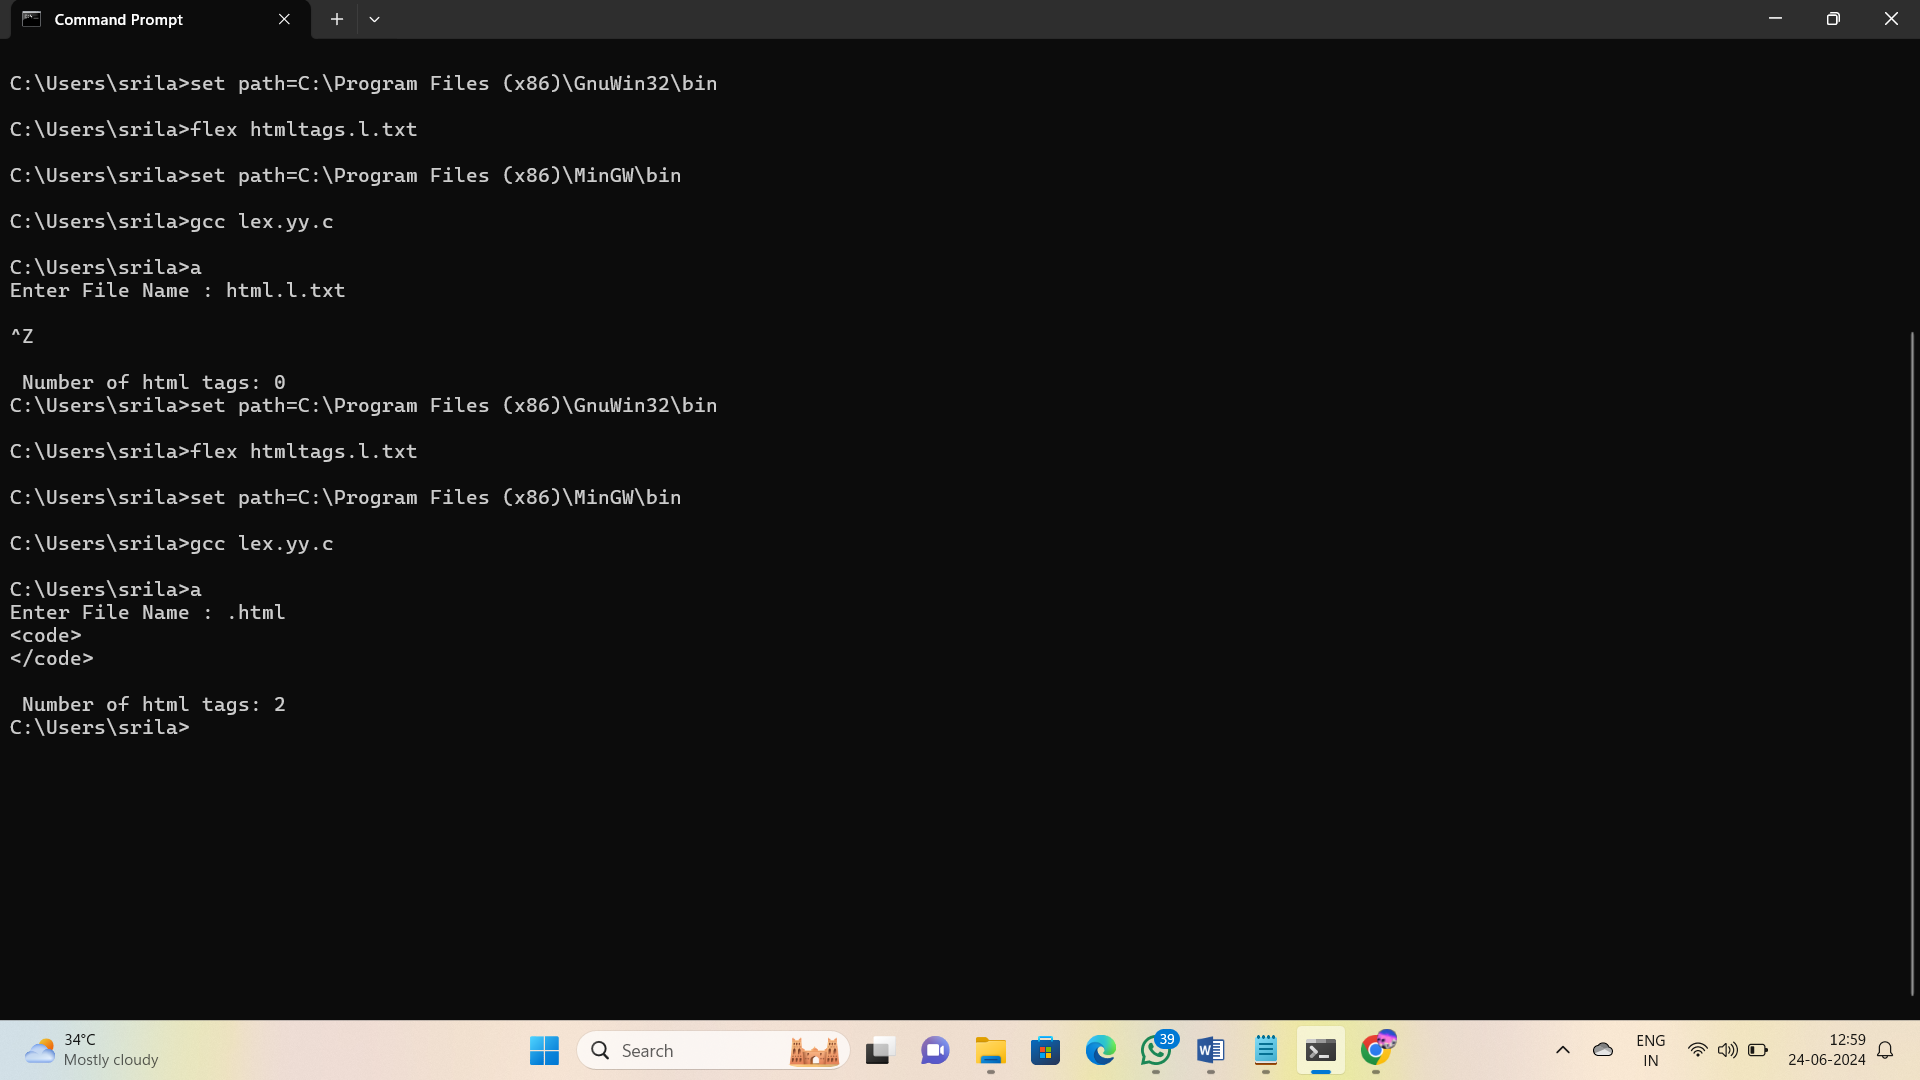 Command Prompt
C:\Users\srila>set path=C:\Program Files (x86)\GnuWin32\bin
C:\Users\srila>flex htmltags.l.txt
C:\Users\srila>set path=C:\Program Files (x86)\MinGW\bin
C:\Users\srila>gcc lex.yy.c
C:\Users\srila>a
Enter File Name : html.l.txt
^Z
Number of html tags: 0
C:\Users\srila>set path=C:\Program Files (x86)\GnuWin32\bin
C:\Users\srila>flex htmltags.l.txt
C:\Users\srila>set path=C:\Program Files (x86)\MinGW\bin
C:\Users\srila>gcc lex.yy.c
C:\Users\srila>a
Enter File Name : .html
<code>
</code>
Number of html tags: 2
C:\Users\srila>
34°C
Mostly cloudy
Search
39
W
ENG
IN
12:59
24-06-2024